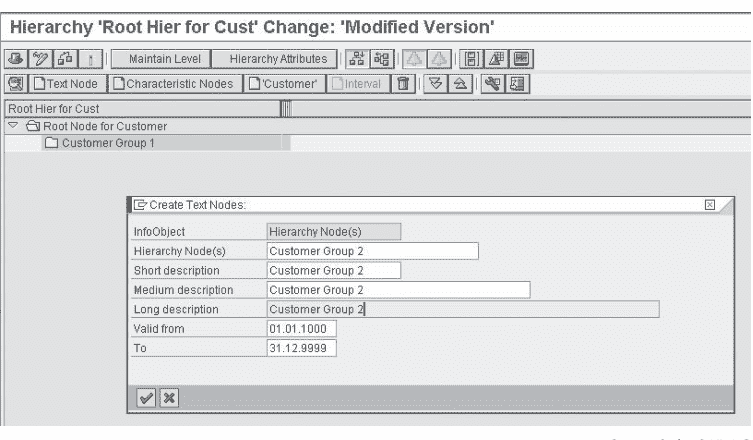 Hierarchy 'Root Hier for Cust' Change: 'Modified Version'
Maintain Level Hierarchy Attributes
Text Node Characteristic Nodes 'Customer' Interval
Root Hier for Cust
Root Node for Customer
Customer Group 1
Create Text Nodes:
InfoObject Hierarchy Node(s)
Hierarchy Node(s) Customer Group 2
Short description Customer Group 2
Medium description Customer Group 2
Long description Customer Group 2
Valid from 01.01.1000
To 31.12.9999